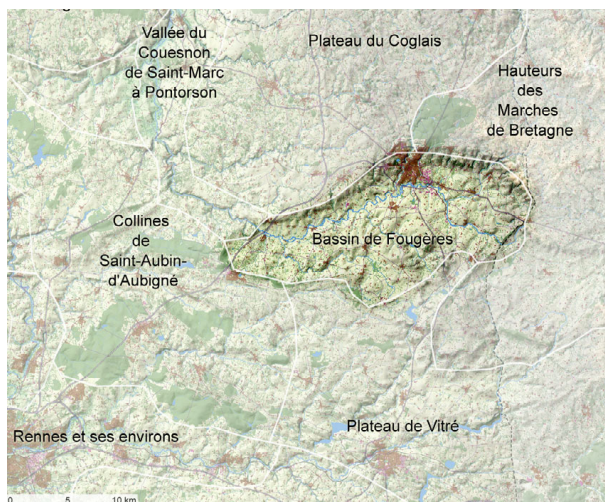 Vallée du
Couesnon
de Saint-Marc
à Pontorson
Plateau du Coglais
Hauteurs
des
Marches
de Bretagne
Collines
de
Saint-Aubin-
d'Aubigné
Bassin de Fougères
Rennes et ses environs
Plateau de Vitré
0 5 10 km